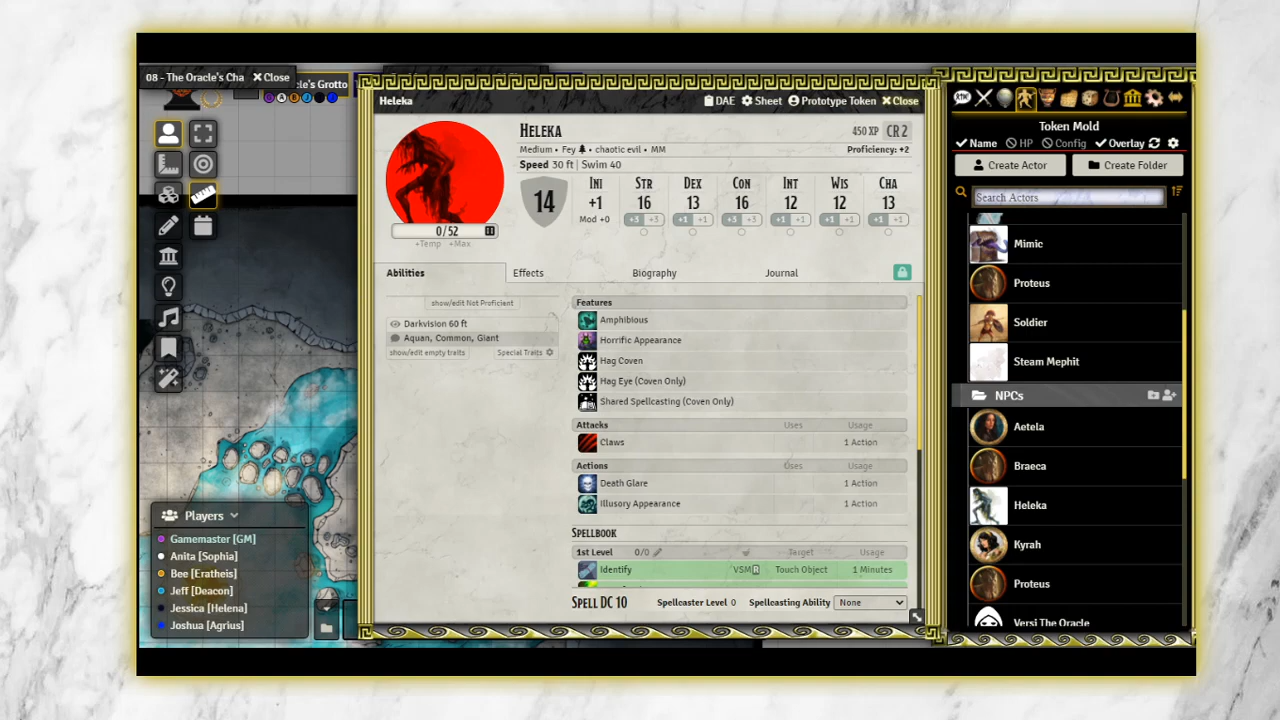 08 - The Oracle's Cha Close
cle's Grotto
Heleka DAE Sheet Prototype Token Close
Heleka 450 XP CR 2
Medium • Fey • chaotic evil • MM Proficiency: +2
Speed 30 ft | Swim 40
14
Ini Str Dex Con Int Wis Cha
+1 16 13 16 12 12 13
Mod +0 +3 +3 +1 +1 +3 +3 +1 +1 +1 +1 +1 +1
0/52
+Temp +Max
Abilities Effects Biography Journal
show/edit Not Proficient
Darkvision 60 ft
Aquan, Common, Giant
show/edit empty traits Special Traits
Features
Amphibious
Horrific Appearance
Hag Coven
Hag Eye (Coven Only)
Shared Spellcasting (Coven Only)
Attacks Uses Usage
Claws 1 Action
Actions Uses Usage
Death Glare 1 Action
Illusory Appearance 1 Action
Spellbook
1st Level 0/0 Target Usage
Identify VSM Touch Object 1 Minutes
Spell DC 10 Spellcaster Level 0 Spellcasting Ability None
Players
Gamemaster [GM]
Anita [Sophia]
Bee [Eratheis]
Jeff [Deacon]
Jessica [Helena]
Joshua [Agrius]
Token Mold
Name HP Config Overlay
Create Actor Create Folder
Search Actors
Mimic
Proteus
Soldier
Steam Mephit
NPCs
Aetela
Braeca
Heleka
Kyrah
Proteus
Versi The Oracle